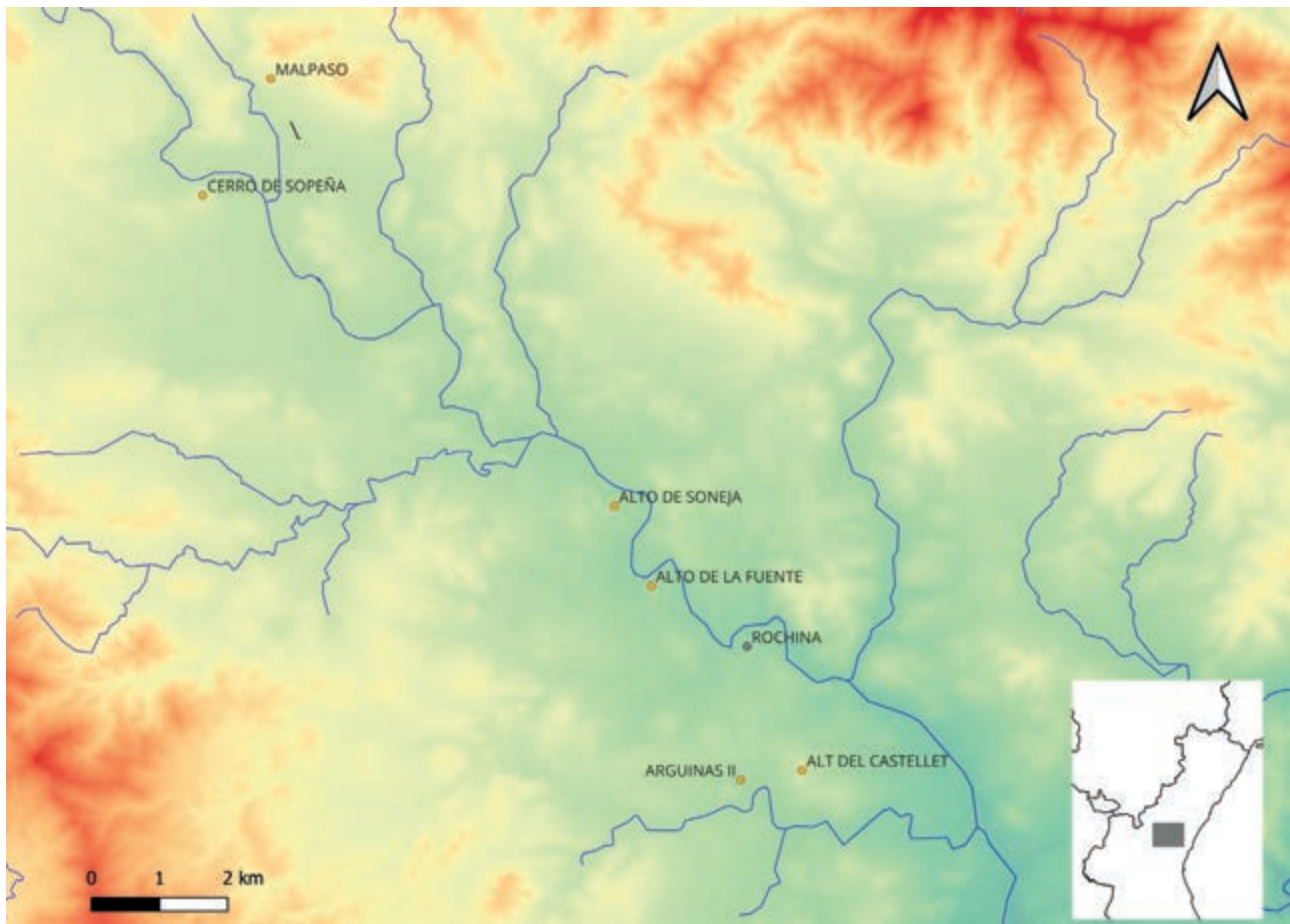 MALPASO
CERRO DE SOPEÑA
ALTO DE SONEJA
ALTO DE LA FUENTE
ROCHINA
ALT DEL CASTELLET
ARGUINAS II
0 1 2 km